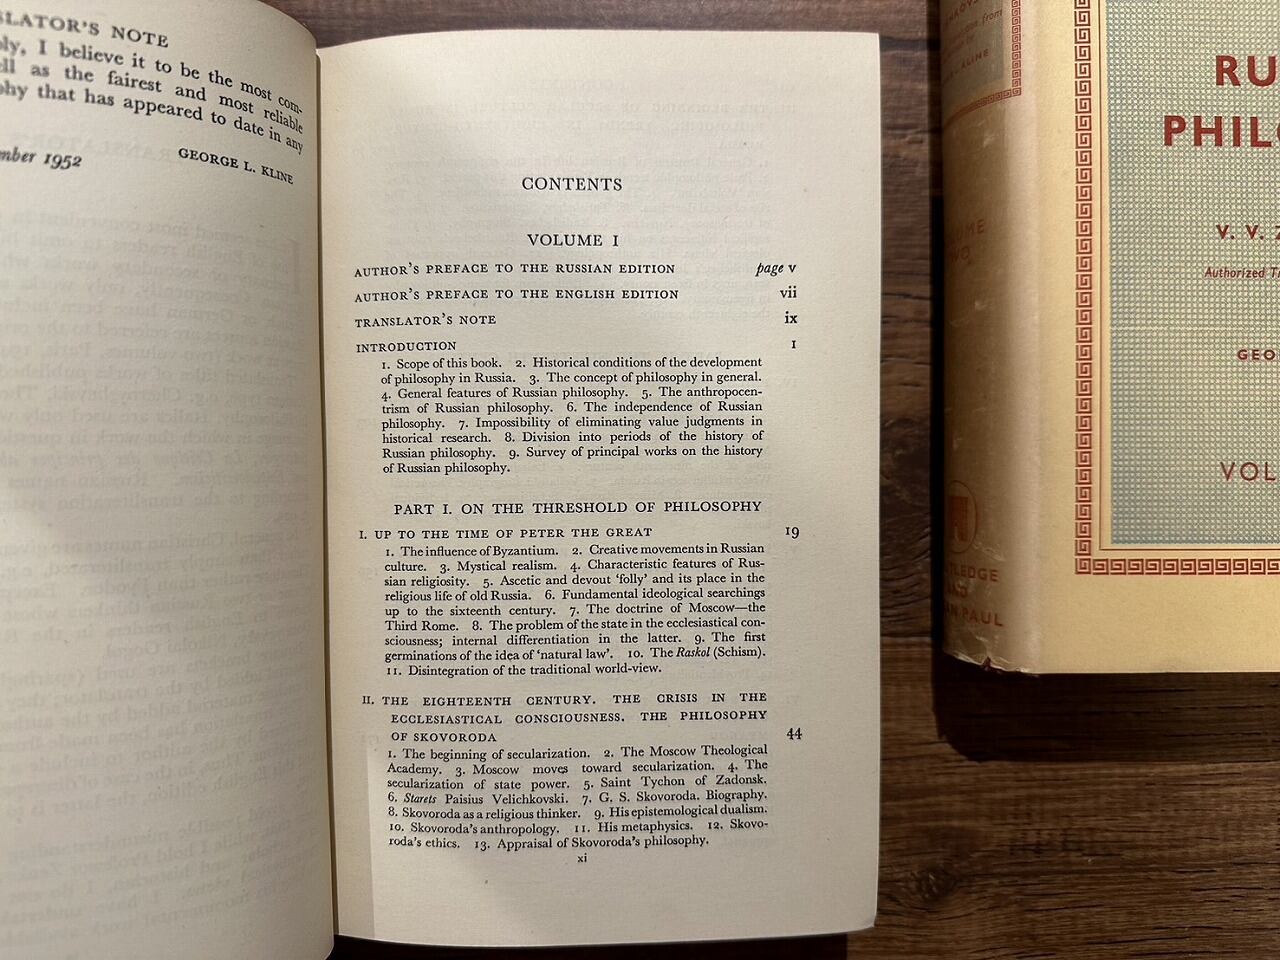 SLATOR'S NOTE
I believe it to be the most com-
as the fairest and most reliable
that has appeared to date in any
mber 1952
GEORGE L. KLINE
CONTENTS
VOLUME I
AUTHOR'S PREFACE TO THE RUSSIAN EDITION page v
AUTHOR'S PREFACE TO THE ENGLISH EDITION vii
TRANSLATOR'S NOTE ix
INTRODUCTION 1
1. Scope of this book. 2. Historical conditions of the development
of philosophy in Russia. 3. The concept of philosophy in general.
4. General features of Russian philosophy. 5. The anthropocen-
trism of Russian philosophy. 6. The independence of Russian
philosophy. 7. Impossibility of eliminating value judgments in
historical research. 8. Division into periods of the history of
Russian philosophy. 9. Survey of principal works on the history
of Russian philosophy.
PART I. ON THE THRESHOLD OF PHILOSOPHY
I. UP TO THE TIME OF PETER THE GREAT 19
1. The influence of Byzantium. 2. Creative movements in Russian
culture. 3. Mystical realism. 4. Characteristic features of Rus-
sian religiosity. 5. Ascetic and devout 'folly' and its place in the
religious life of old Russia. 6. Fundamental ideological searchings
up to the sixteenth century. 7. The doctrine of Moscow—the
Third Rome. 8. The problem of the state in the ecclesiastical con-
sciousness; internal differentiation in the latter. 9. The first
germinations of the idea of 'natural law'. 10. The Raskol (Schism).
11. Disintegration of the traditional world-view.
II. THE EIGHTEENTH CENTURY. THE CRISIS IN THE
ECCLESIASTICAL CONSCIOUSNESS. THE PHILOSOPHY
OF SKOVORODA 44
1. The beginning of secularization. 2. The Moscow Theological
Academy. 3. Moscow moves toward secularization. 4. The
secularization of state power. 5. Saint Tychon of Zadonsk.
6. Starets Paisius Velichkovski. 7. G. S. Skovoroda. Biography.
8. Skovoroda as a religious thinker. 9. His epistemological dualism.
10. Skovoroda's anthropology. 11. His metaphysics. 12. Skovo-
roda's ethics. 13. Appraisal of Skovoroda's philosophy.
xi
RU
PHIL
V. V.
Authorized
GEO
VOL